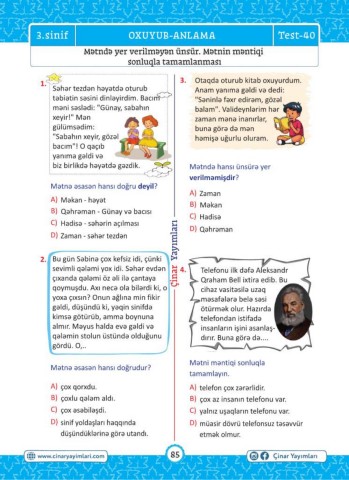 3.sinif
OXUYUB-ANLAMA
Test-40
Mətndə yer verilməyən ünsür. Mətnin məntiqi
sonluqla tamamlanması
1.
Səhər tezdən həyətdə oturub
təbiətin səsini dinləyirdim. Bacım
məni səslədi: "Günay, sabahın
xeyir!" Mən
gülümsədim:
"Sabahın xeyir, gözəl
bacım"! O qaçıb
yanıma gəldi və
biz birlikdə həyətdə gəzdik.
Mətnə əsasən hansı doğru deyil?
A) Məkan - həyət
B) Qəhrəman - Günay və bacısı
C) Hadisə - səhərin açılması
D) Zaman - səhər tezdən
2.
Bu gün Səbinə çox kefsiz idi, çünki
sevimli qələmi yox idi. Səhər evdən
çıxanda qələmi öz əli ilə çantaya
qoymuşdu. Axı necə ola bilərdi ki, o
yoxa çıxsın? Onun ağlına min fikir
gəldi, düşündü ki, yəqin sinifdə
kimsə götürüb, amma boynuna
almır. Məyus halda evə gəldi və
qələmin stolun üstündə olduğunu
gördü. O,..
Mətnə əsasən hansı doğrudur?
A) çox qorxdu.
B) çoxlu qələm aldı.
C) çox əsəbiləşdi.
D) sinif yoldaşları haqqında
düşündüklərinə görə utandı.
Çinar Yayımları
3.
Otaqda oturub kitab oxuyurdum.
Anam yanıma gəldi və dedi:
"Səninlə fəxr edirəm, gözəl
balam". Valideynlərim hər
zaman mənə inanırlar,
buna görə də mən
həmişə uğurlu oluram.
Mətndə hansı ünsürə yer
verilməmişdir?
A) Zaman
B) Məkan
C) Hadisə
D) Qəhrəman
4.
Telefonu ilk dəfə Aleksandr
Qraham Bell ixtira edib. Bu
cihaz vasitəsilə uzaq
məsafələrə belə səsi
ötürmək olur. Hazırda
telefondan istifadə
insanların işini asanlaş-
dırır. Buna görə də....
Mətni məntiqi sonluqla
tamamlayın.
A) telefon çox zərərlidir.
B) çox az insanın telefonu var.
C) yalnız uşaqların telefonu var.
D) müasir dövrü telefonsuz təsəvvür
etmək olmur.
www.cinaryayimlari.com
85
Çinar Yayımları